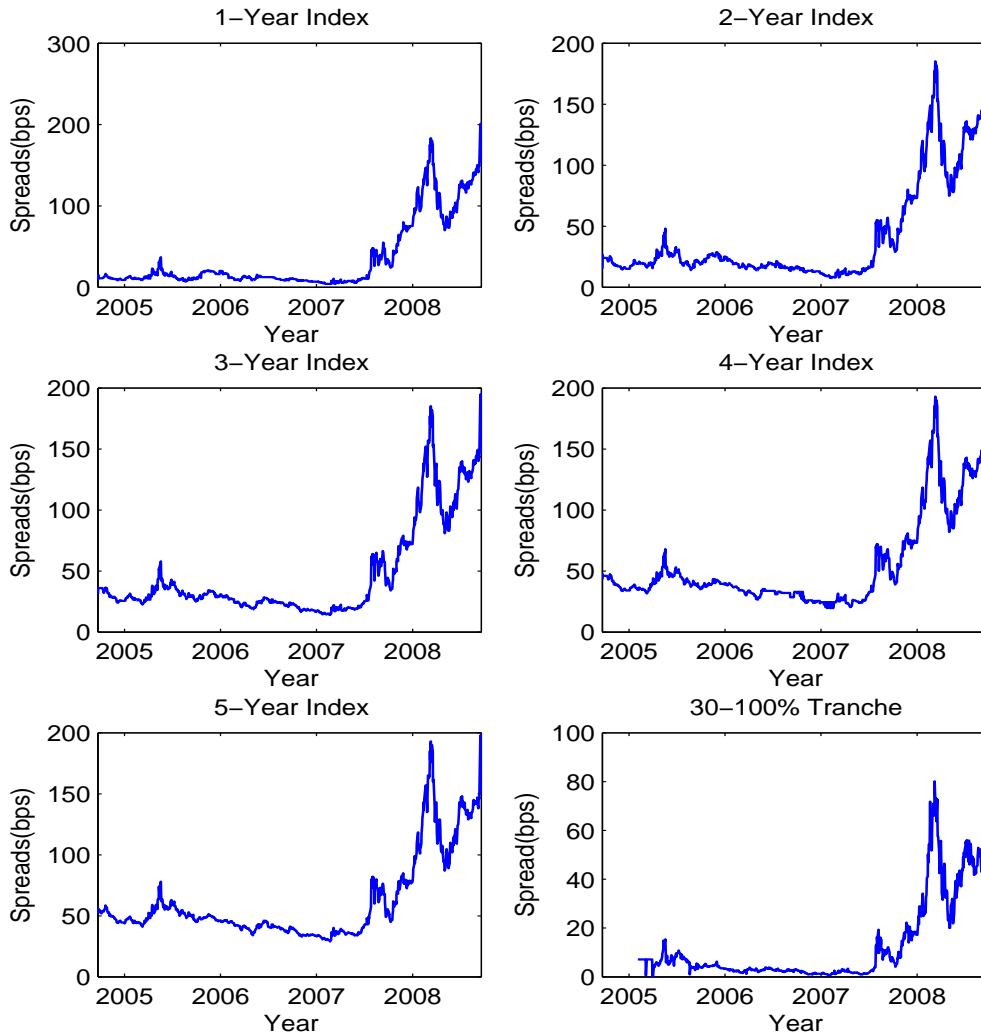 1−Year Index
300
200
100
0
Spreads(bps)
2005 2006 2007 2008
Year
2−Year Index
200
150
100
50
0
Spreads(bps)
2005 2006 2007 2008
Year
3−Year Index
200
150
100
50
0
Spreads(bps)
2005 2006 2007 2008
Year
4−Year Index
200
150
100
50
0
Spreads(bps)
2005 2006 2007 2008
Year
5−Year Index
200
150
100
50
0
Spreads(bps)
2005 2006 2007 2008
Year
30−100% Tranche
100
80
60
40
20
0
Spread(bps)
2005 2006 2007 2008
Year